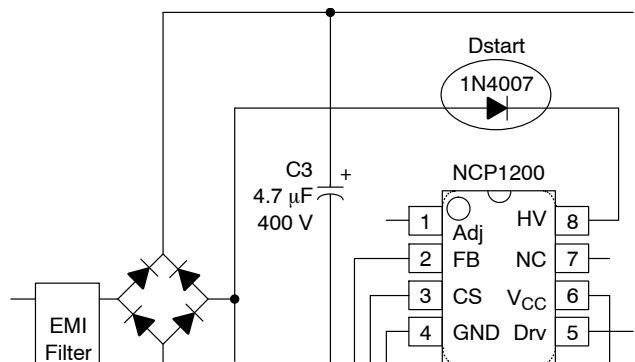 Dstart
1N4007
C3
+
4.7 μF
400 V
NCP1200
1 Adj HV 8
2 FB NC 7
3 CS VCC 6
4 GND Drv 5
EMI
Filter